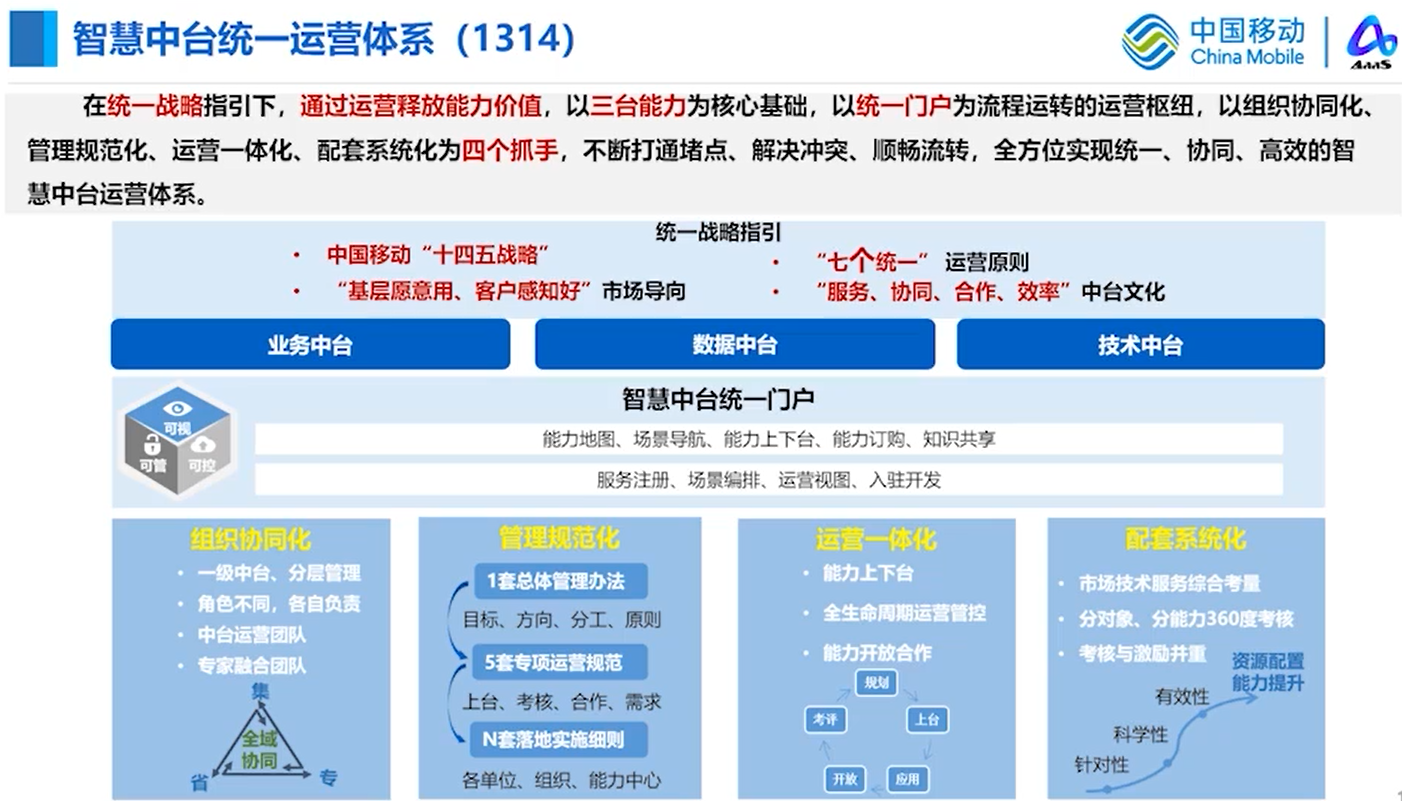 智慧中台统一运营体系（1314）
中国移动
China Mobile
AaaS
在统一战略指引下，通过运营释放能力价值，以三台能力为核心基础，以统一门户为流程运转的运营枢纽，以组织协同化、
管理规范化、运营一体化、配套系统化为四个抓手，不断打通堵点、解决冲突、顺畅流转，全方位实现统一、协同、高效的智
慧中台运营体系。
统一战略指引
• 中国移动“十四五战略”
• “基层愿意用、客户感知好”市场导向
• “七个统一” 运营原则
• “服务、协同、合作、效率”中台文化
业务中台
数据中台
技术中台
智慧中台统一门户
可视
可管
可控
能力地图、场景导航、能力上下台、能力订购、知识共享
服务注册、场景编排、运营视图、入驻开发
组织协同化
• 一级中台、分层管理
• 角色不同，各自负责
• 中台运营团队
• 专家融合团队
集
全域
协同
省
专
管理规范化
1套总体管理办法
目标、方向、分工、原则
5套专项运营规范
上台、考核、合作、需求
N套落地实施细则
各单位、组织、能力中心
运营一体化
• 能力上下台
• 全生命周期运营管控
• 能力开放合作
规划
考评
上台
开放
应用
配套系统化
• 市场技术服务综合考量
• 分对象、分能力360度考核
• 考核与激励并重
资源配置
能力提升
有效性
科学性
针对性